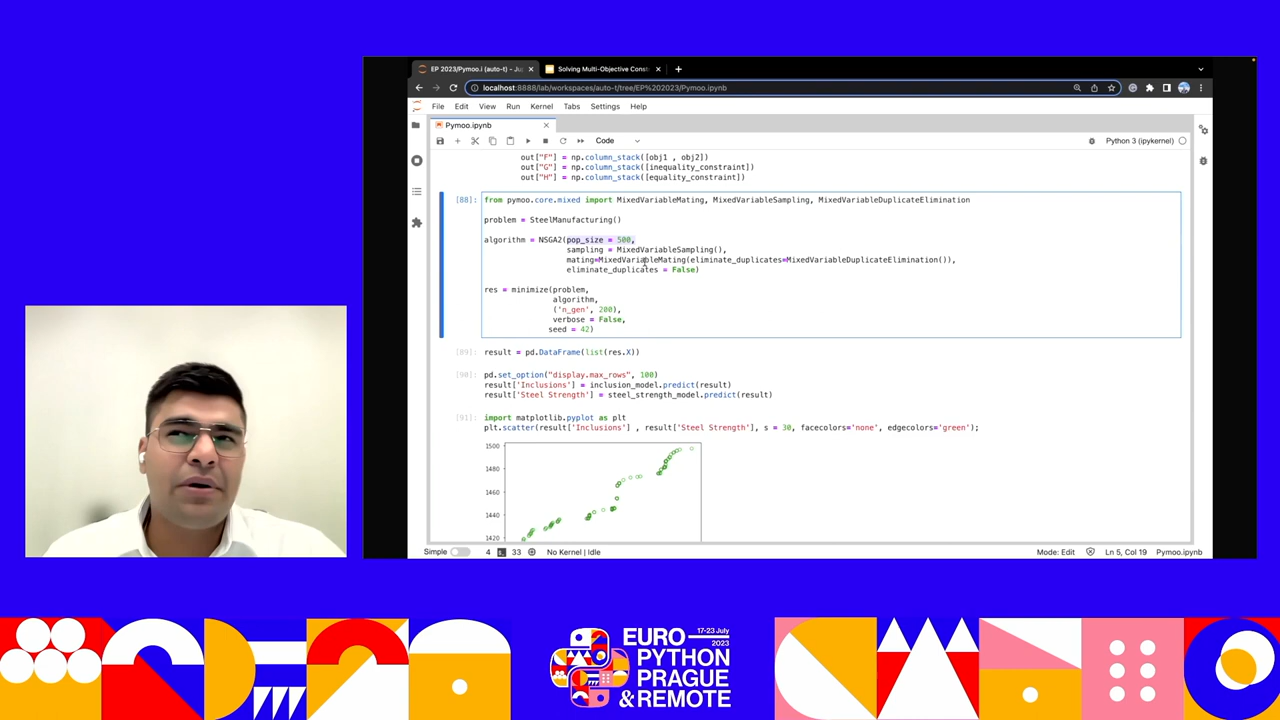 EP 2023/Pymoo.i (auto-t) – Ju
Solving Multi-Objective Const
localhost:8888/lab/workspaces/auto-t/tree/EP%202023/Pymoo.ipynb
File Edit View Run Kernel Tabs Settings Help
Pymoo.ipynb
Code
Python 3 (ipykernel)
out["F"] = np.column_stack([obj1 , obj2])
out["G"] = np.column_stack([inequality_constraint])
out["H"] = np.column_stack([equality_constraint])
[88]: from pymoo.core.mixed import MixedVariableMating, MixedVariableSampling, MixedVariableDuplicateElimination
problem = SteelManufacturing()
algorithm = NSGA2(pop_size = 500,
sampling = MixedVariableSampling(),
mating=MixedVariableMating(eliminate_duplicates=MixedVariableDuplicateElimination()),
eliminate_duplicates = False)
res = minimize(problem,
algorithm,
('n_gen', 200),
verbose = False,
seed = 42)
[89]: result = pd.DataFrame(list(res.X))
[90]: pd.set_option("display.max_rows", 100)
result['Inclusions'] = inclusion_model.predict(result)
result['Steel Strength'] = steel_strength_model.predict(result)
[91]: import matplotlib.pyplot as plt
plt.scatter(result['Inclusions'] , result['Steel Strength'], s = 30, facecolors='none', edgecolors='green');
1500
1480
1460
1440
1420
Simple 4 33 No Kernel | Idle Mode: Edit Ln 5, Col 19 Pymoo.ipynb
EURO 17-23 July
2023
PYTHON
PRAGUE
& REMOTE